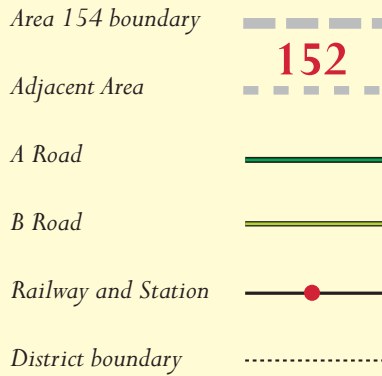 Area 154 boundary
152
Adjacent Area
A Road
B Road
Railway and Station
District boundary